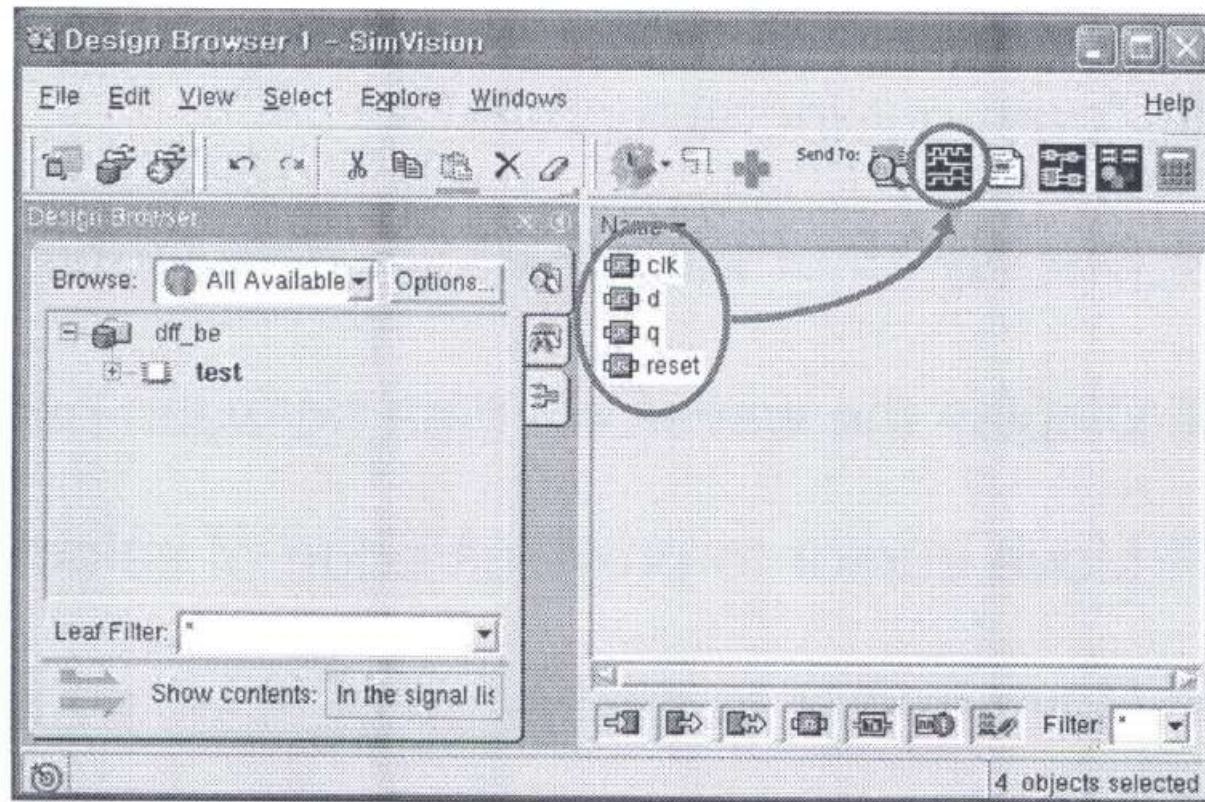 Design Browser 1 - SimVision
File Edit View Select Explore Windows Help
Send To:
Design Browser
Browse: All Available Options...
dff_be
test
Leaf Filter: *
Show contents: In the signal lis
Name
clk
d
q
reset
Filter: *
4 objects selected